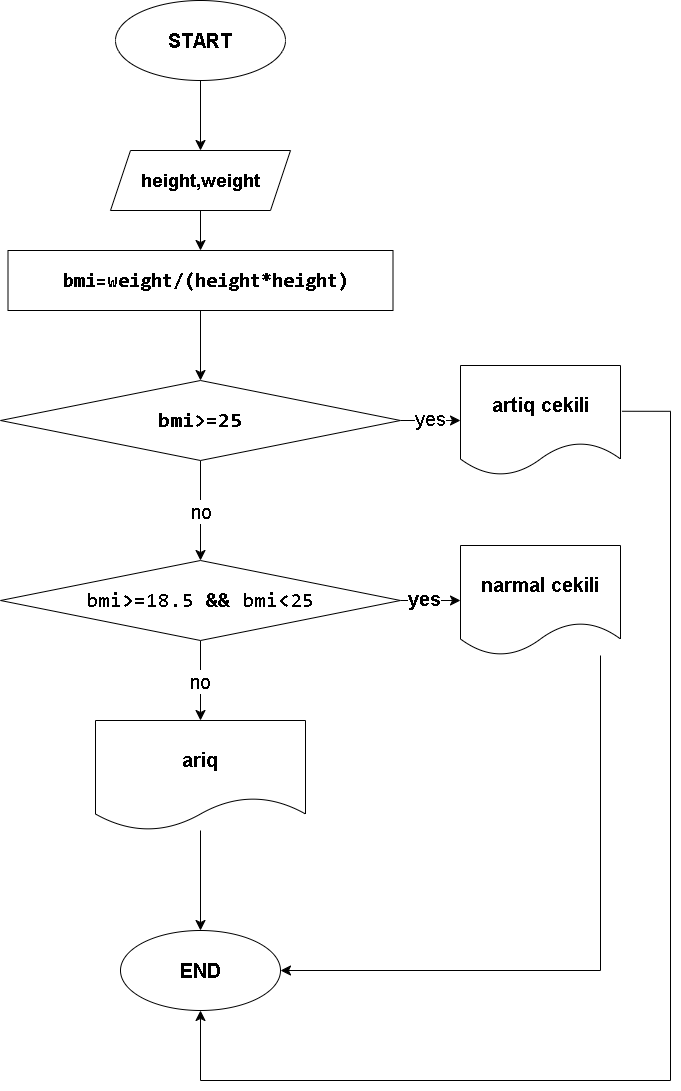 START
height,weight
bmi=weight/(height*height)
bmi>=25
yes
artiq cekili
no
bmi>=18.5 && bmi<25
yes
narmal cekili
no
ariq
END